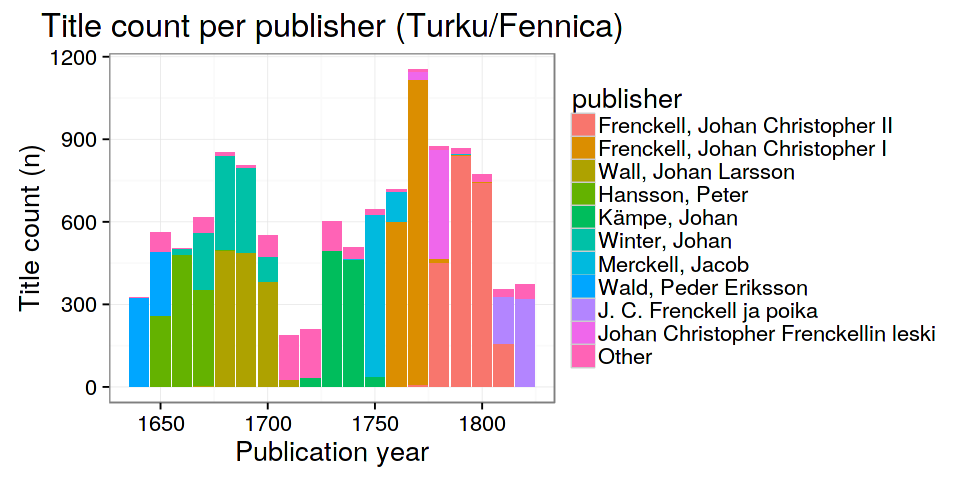 Title count per publisher (Turku/Fennica)
1200
900
600
300
0
Title count (n)
1650
1700
1750
1800
Publication year
publisher
Frenckell, Johan Christopher II
Frenckell, Johan Christopher I
Wall, Johan Larsson
Hansson, Peter
Kämpe, Johan
Winter, Johan
Merckell, Jacob
Wald, Peder Eriksson
J. C. Frenckell ja poika
Johan Christopher Frenckellin leski
Other